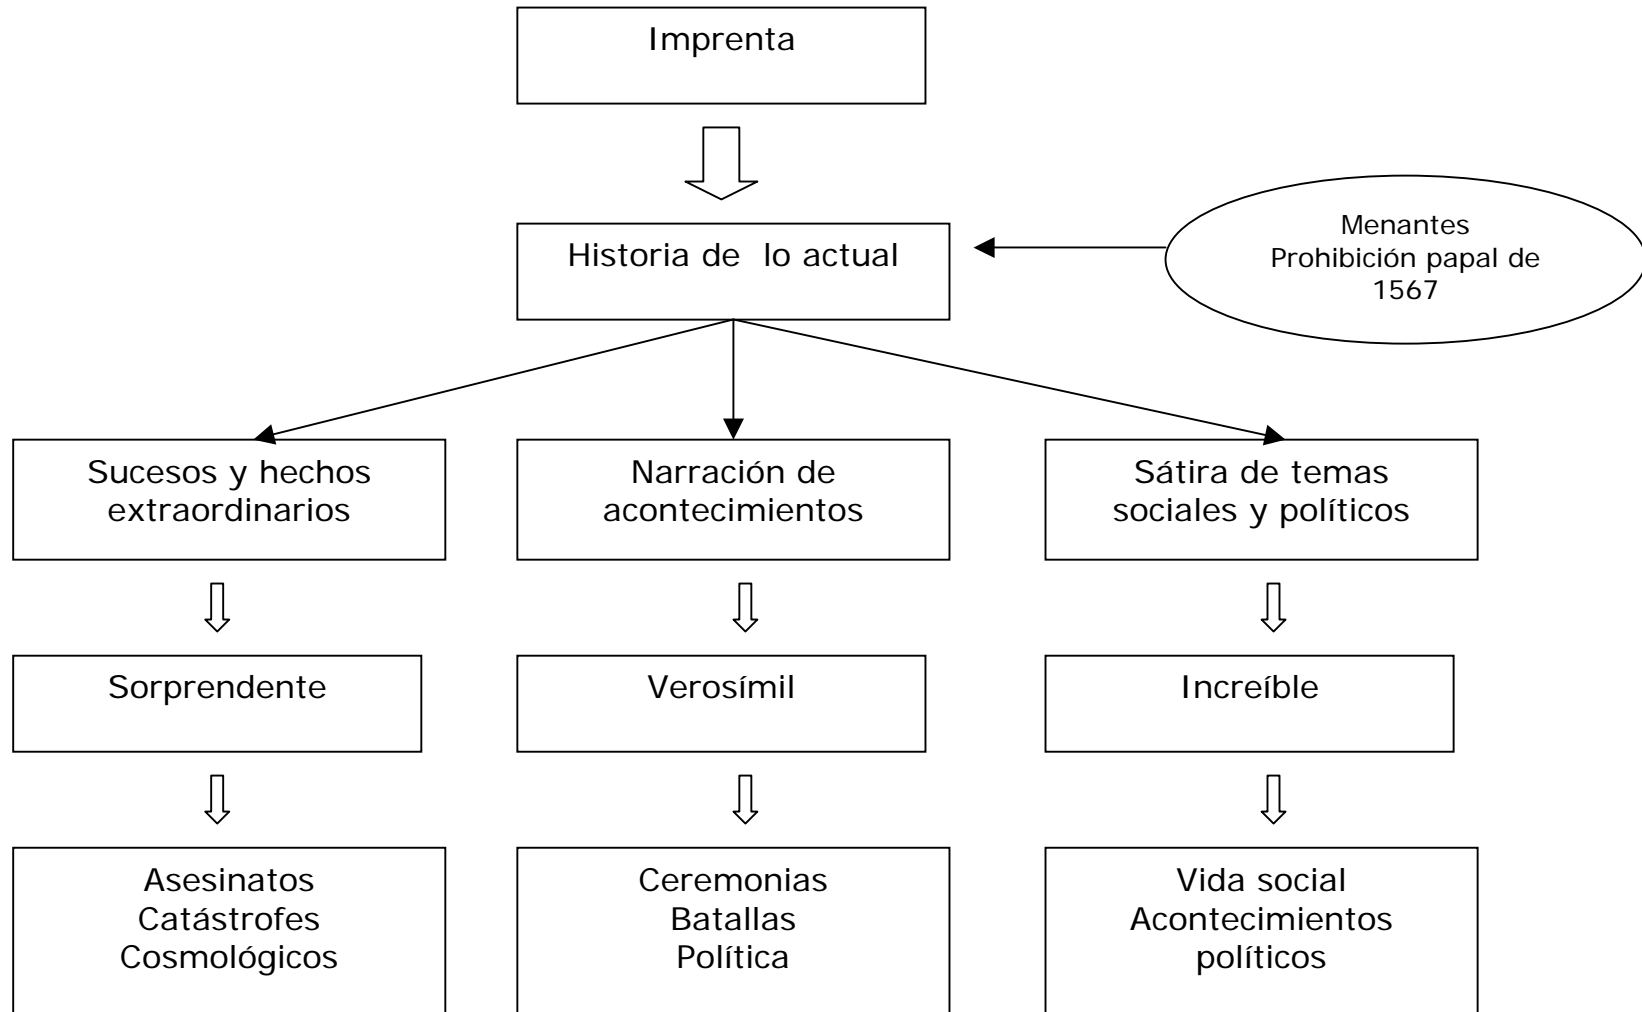 Imprenta
Historia de lo actual
Menantes
Prohibición papal de
1567
Sucesos y hechos
extraordinarios
Narración de
acontecimientos
Sátira de temas
sociales y políticos
Sorprendente
Verosímil
Increíble
Asesinatos
Catástrofes
Cosmológicos
Ceremonias
Batallas
Política
Vida social
Acontecimientos
políticos